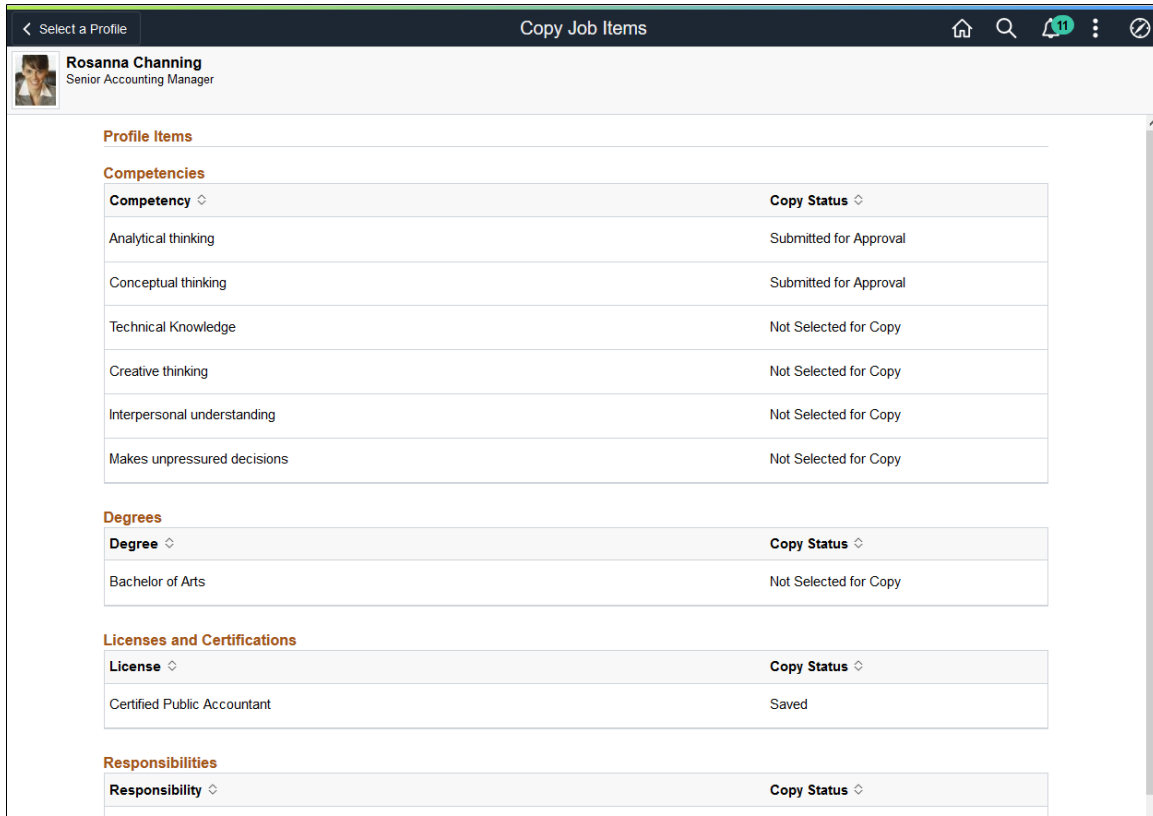 Select a Profile
Copy Job Items
11
Rosanna Channing
Senior Accounting Manager
Profile Items
Competencies
Competency Copy Status
Analytical thinking Submitted for Approval
Conceptual thinking Submitted for Approval
Technical Knowledge Not Selected for Copy
Creative thinking Not Selected for Copy
Interpersonal understanding Not Selected for Copy
Makes unpressured decisions Not Selected for Copy
Degrees
Degree Copy Status
Bachelor of Arts Not Selected for Copy
Licenses and Certifications
License Copy Status
Certified Public Accountant Saved
Responsibilities
Responsibility Copy Status